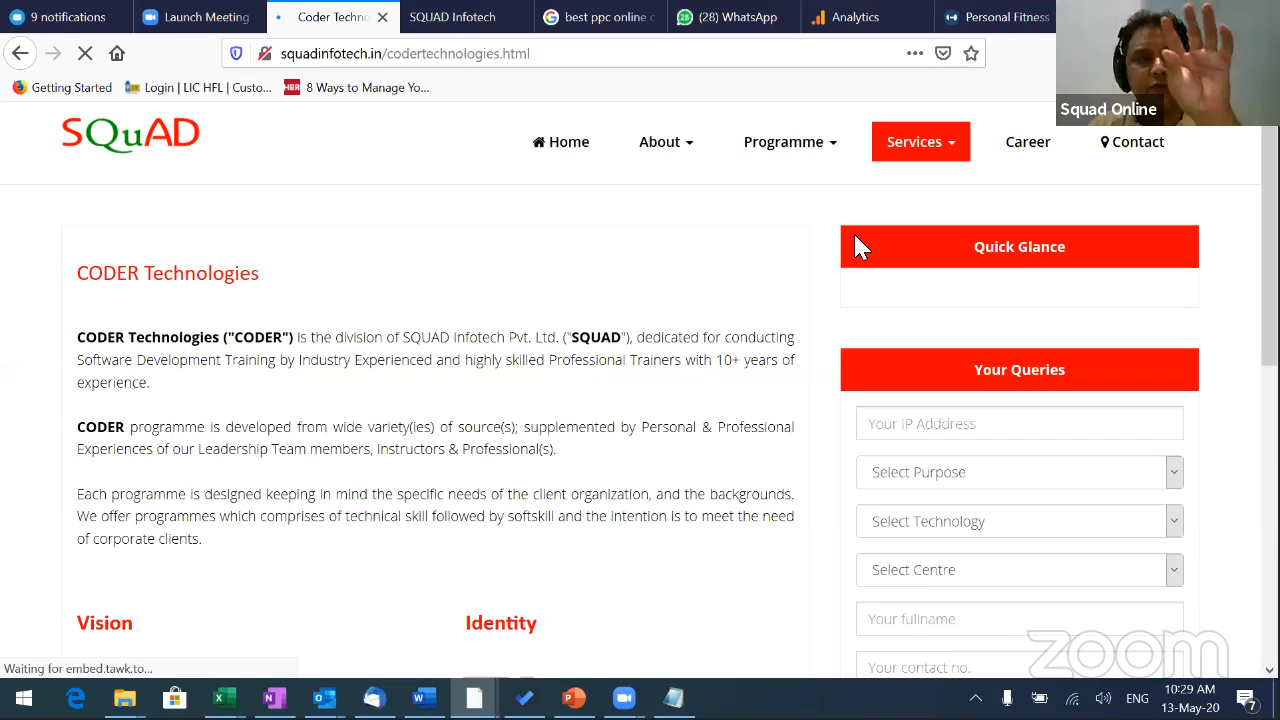 9 notifications
Launch Meeting
Coder Techno
SQUAD Infotech
best ppc online c
(28) WhatsApp
Analytics
Personal Fitness
squadinfotech.in/codertechnologies.html
Getting Started
Login | LIC HFL | Custo...
HBR
8 Ways to Manage Yo...
Squad Online
SQuAD
Home
About
Programme
Services
Career
Contact
CODER Technologies
CODER Technologies ("CODER") is the division of SQUAD Infotech Pvt. Ltd. ("SQUAD"), dedicated for conducting
Software Development Training by Industry Experienced and highly skilled Professional Trainers with 10+ years of
experience.
CODER programme is developed from wide variety(ies) of source(s); supplemented by Personal & Professional
Experiences of our Leadership Team members, Instructors & Professional(s).
Each programme is designed keeping in mind the specific needs of the client organization, and the backgrounds.
We offer programmes which comprises of technical skill followed by softskill and the intention is to meet the need
of corporate clients.
Vision
Identity
Quick Glance
Your Queries
Your IP Adddress
Select Purpose
Select Technology
Select Centre
Your fullname
Your contact no.
zoom
Waiting for embed.tawk.to...
ENG
10:29 AM
13-May-20
7